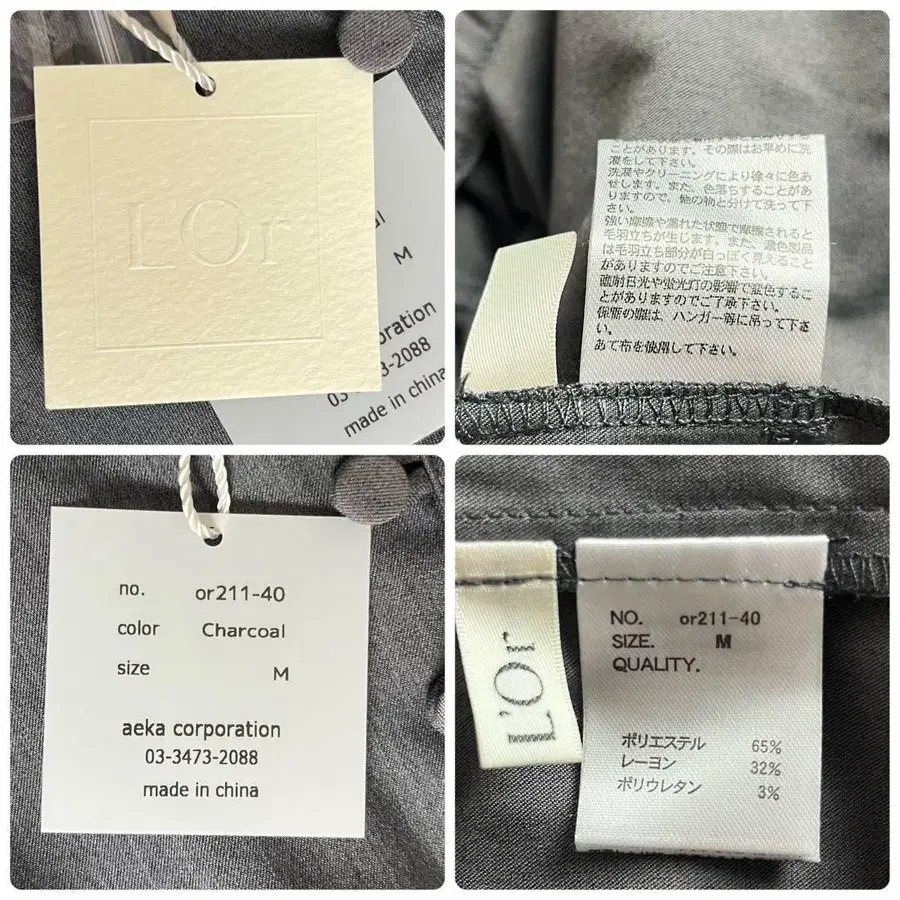 L'Or
al
M
oration
03-3473-2088
made in china
ことがあります。その際はお早めに洗
濯をして下さい。
洗濯やクリーニングにより徐々に色あ
せします。また、色落ちすることがあ
りますので、他の物と分けて洗って下
さい。
強い摩擦や濡れた状態で摩擦されると
毛羽立ちが生じます。また、濃色製品
は毛羽立ち部分が白っぽく見えること
がありますのでご注意下さい。
直射日光や蛍光灯の影響で変色するこ
とがありますのでご了承下さい。
保管の際は、ハンガー等に吊って下さ
い。
あて布を使用して下さい。
no. or211-40
color Charcoal
size M
aeka corporation
03-3473-2088
made in china
L'Or
NO. or211-40
SIZE. M
QUALITY.
ポリエステル 65%
レーヨン 32%
ポリウレタン 3%